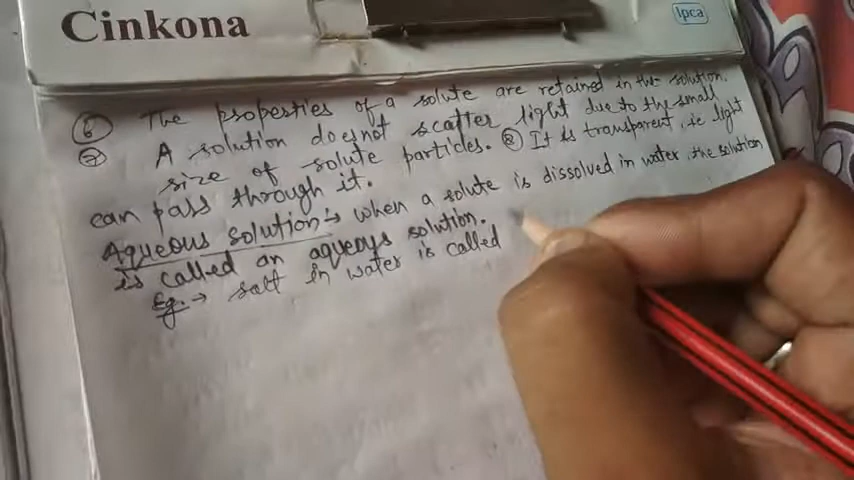 Cinkona
Ipca
⑥ The properties of a solute are retained in the solution.
⑦ A solution does not scatter light due to the small
size of solute particles. ⑧ It is transparent, ie light
can pass through it.
Aqueous solution:→ when a solute is dissolved in water, the solution
is called an aqueous solution.
Eg. → salt in water is called